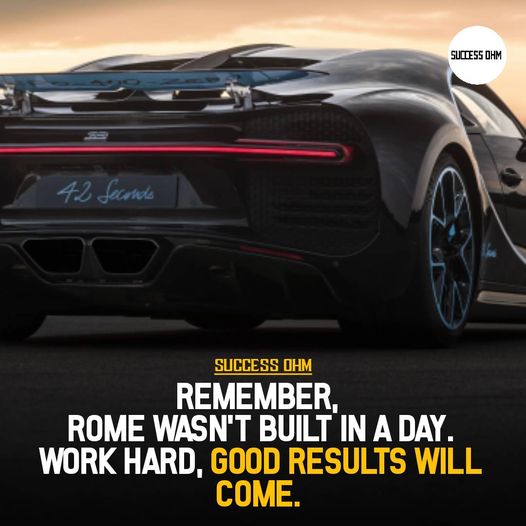 SUCCESS OHM
42 Seconds
SUCCESS OHM
REMEMBER,
ROME WASN'T BUILT IN A DAY.
WORK HARD, GOOD RESULTS WILL
COME.